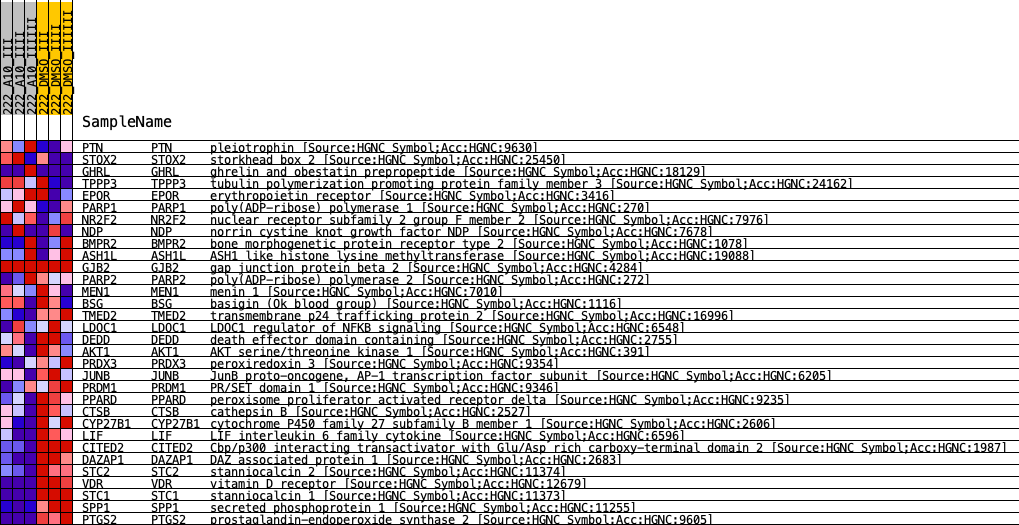 222_A10_III
222_A10_IIII
222_A10_IIIIII
222_DMSO_III
222_DMSO_IIII
222_DMSO_IIIIII
SampleName
PTN PTN pleiotrophin [Source:HGNC Symbol;Acc:HGNC:9630]
STOX2 STOX2 storkhead box 2 [Source:HGNC Symbol;Acc:HGNC:25450]
GHRL GHRL ghrelin and obestatin prepropeptide [Source:HGNC Symbol;Acc:HGNC:18129]
TPPP3 TPPP3 tubulin polymerization promoting protein family member 3 [Source:HGNC Symbol;Acc:HGNC:24162]
EPOR EPOR erythropoietin receptor [Source:HGNC Symbol;Acc:HGNC:3416]
PARP1 PARP1 poly(ADP-ribose) polymerase 1 [Source:HGNC Symbol;Acc:HGNC:270]
NR2F2 NR2F2 nuclear receptor subfamily 2 group F member 2 [Source:HGNC Symbol;Acc:HGNC:7976]
NDP NDP norrin cystine knot growth factor NDP [Source:HGNC Symbol;Acc:HGNC:7678]
BMPR2 BMPR2 bone morphogenetic protein receptor type 2 [Source:HGNC Symbol;Acc:HGNC:1078]
ASH1L ASH1L ASH1 like histone lysine methyltransferase [Source:HGNC Symbol;Acc:HGNC:19088]
GJB2 GJB2 gap junction protein beta 2 [Source:HGNC Symbol;Acc:HGNC:4284]
PARP2 PARP2 poly(ADP-ribose) polymerase 2 [Source:HGNC Symbol;Acc:HGNC:272]
MEN1 MEN1 menin 1 [Source:HGNC Symbol;Acc:HGNC:7010]
BSG BSG basigin (Ok blood group) [Source:HGNC Symbol;Acc:HGNC:1116]
TMED2 TMED2 transmembrane p24 trafficking protein 2 [Source:HGNC Symbol;Acc:HGNC:16996]
LDOC1 LDOC1 LDOC1 regulator of NFKB signaling [Source:HGNC Symbol;Acc:HGNC:6548]
DEDD DEDD death effector domain containing [Source:HGNC Symbol;Acc:HGNC:2755]
AKT1 AKT1 AKT serine/threonine kinase 1 [Source:HGNC Symbol;Acc:HGNC:391]
PRDX3 PRDX3 peroxiredoxin 3 [Source:HGNC Symbol;Acc:HGNC:9354]
JUNB JUNB JunB proto-oncogene, AP-1 transcription factor subunit [Source:HGNC Symbol;Acc:HGNC:6205]
PRDM1 PRDM1 PR/SET domain 1 [Source:HGNC Symbol;Acc:HGNC:9346]
PPARD PPARD peroxisome proliferator activated receptor delta [Source:HGNC Symbol;Acc:HGNC:9235]
CTSB CTSB cathepsin B [Source:HGNC Symbol;Acc:HGNC:2527]
CYP27B1 CYP27B1 cytochrome P450 family 27 subfamily B member 1 [Source:HGNC Symbol;Acc:HGNC:2606]
LIF LIF LIF interleukin 6 family cytokine [Source:HGNC Symbol;Acc:HGNC:6596]
CITED2 CITED2 Cbp/p300 interacting transactivator with Glu/Asp rich carboxy-terminal domain 2 [Source:HGNC Symbol;Acc:HGNC:1987]
DAZAP1 DAZAP1 DAZ associated protein 1 [Source:HGNC Symbol;Acc:HGNC:2683]
STC2 STC2 stanniocalcin 2 [Source:HGNC Symbol;Acc:HGNC:11374]
VDR VDR vitamin D receptor [Source:HGNC Symbol;Acc:HGNC:12679]
STC1 STC1 stanniocalcin 1 [Source:HGNC Symbol;Acc:HGNC:11373]
SPP1 SPP1 secreted phosphoprotein 1 [Source:HGNC Symbol;Acc:HGNC:11255]
PTGS2 PTGS2 prostaglandin-endoperoxide synthase 2 [Source:HGNC Symbol;Acc:HGNC:9605]